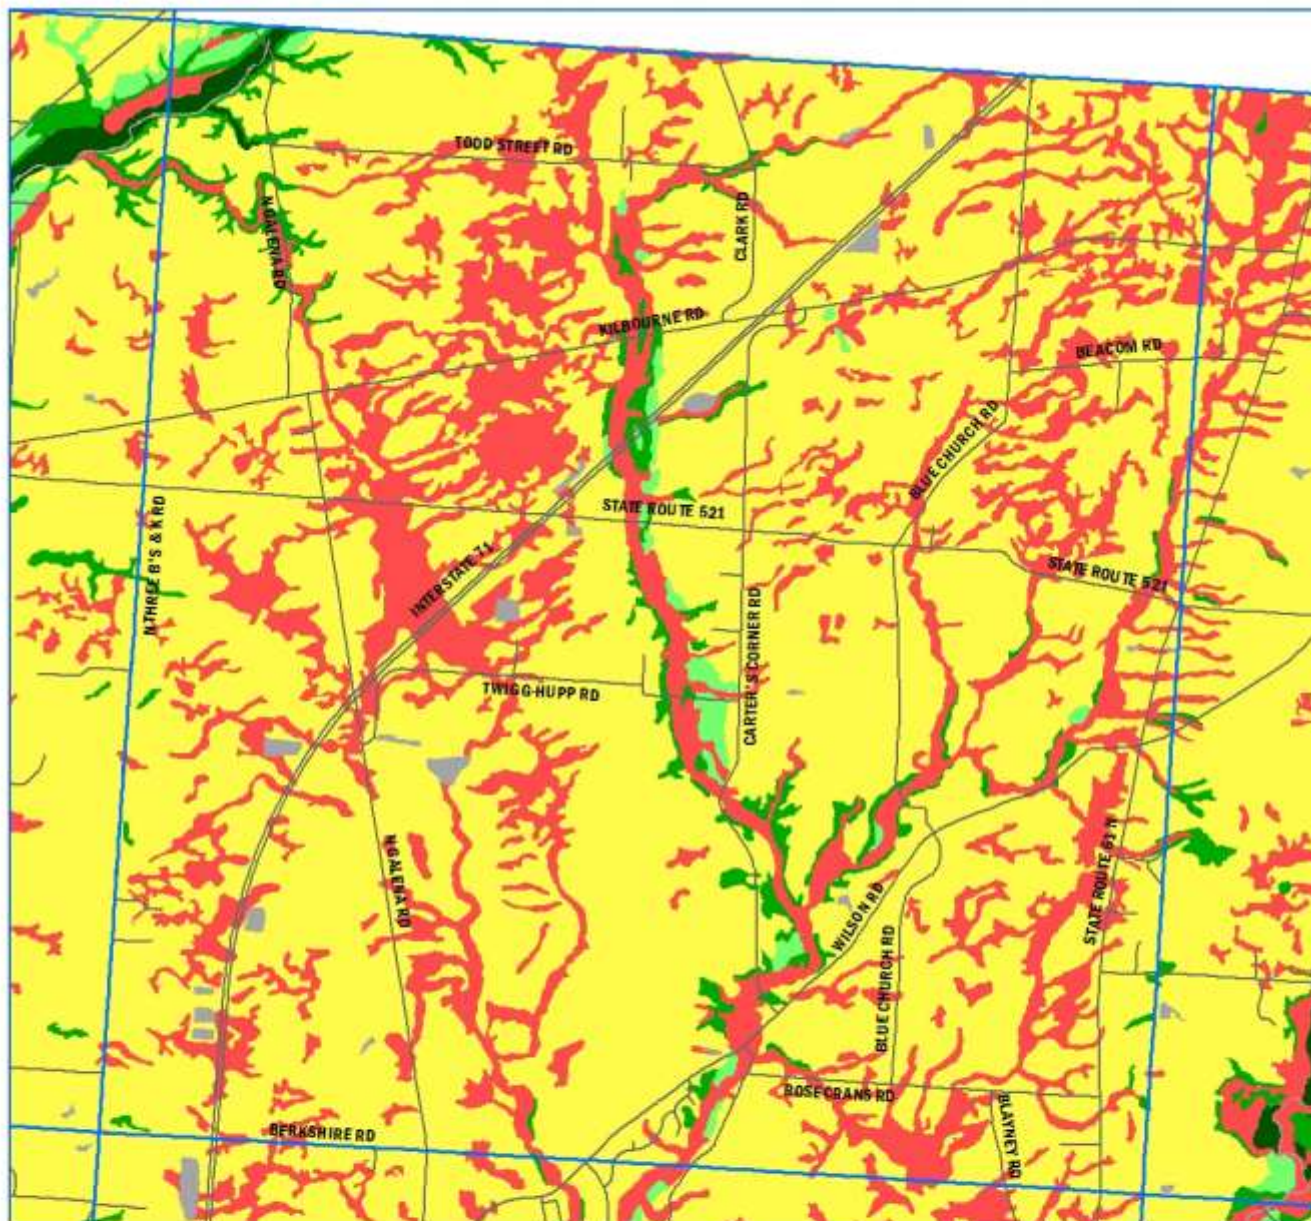 TODD STREET RD
N GALENA RD
CLARK RD
KILBOURNE RD
BEACOM RD
BLUE CHURCH RD
STATE ROUTE 521
N THREE B'S & K RD
INTERSTATE 71
STATE ROUTE 521
CARTER'S CORNER RD
TWIGG-HUPP RD
N GALENA RD
STATE ROUTE 61 N
WILSON RD
BLUE CHURCH RD
ROSECRANS RD
BLAYNEY RD
BERKSHIRE RD